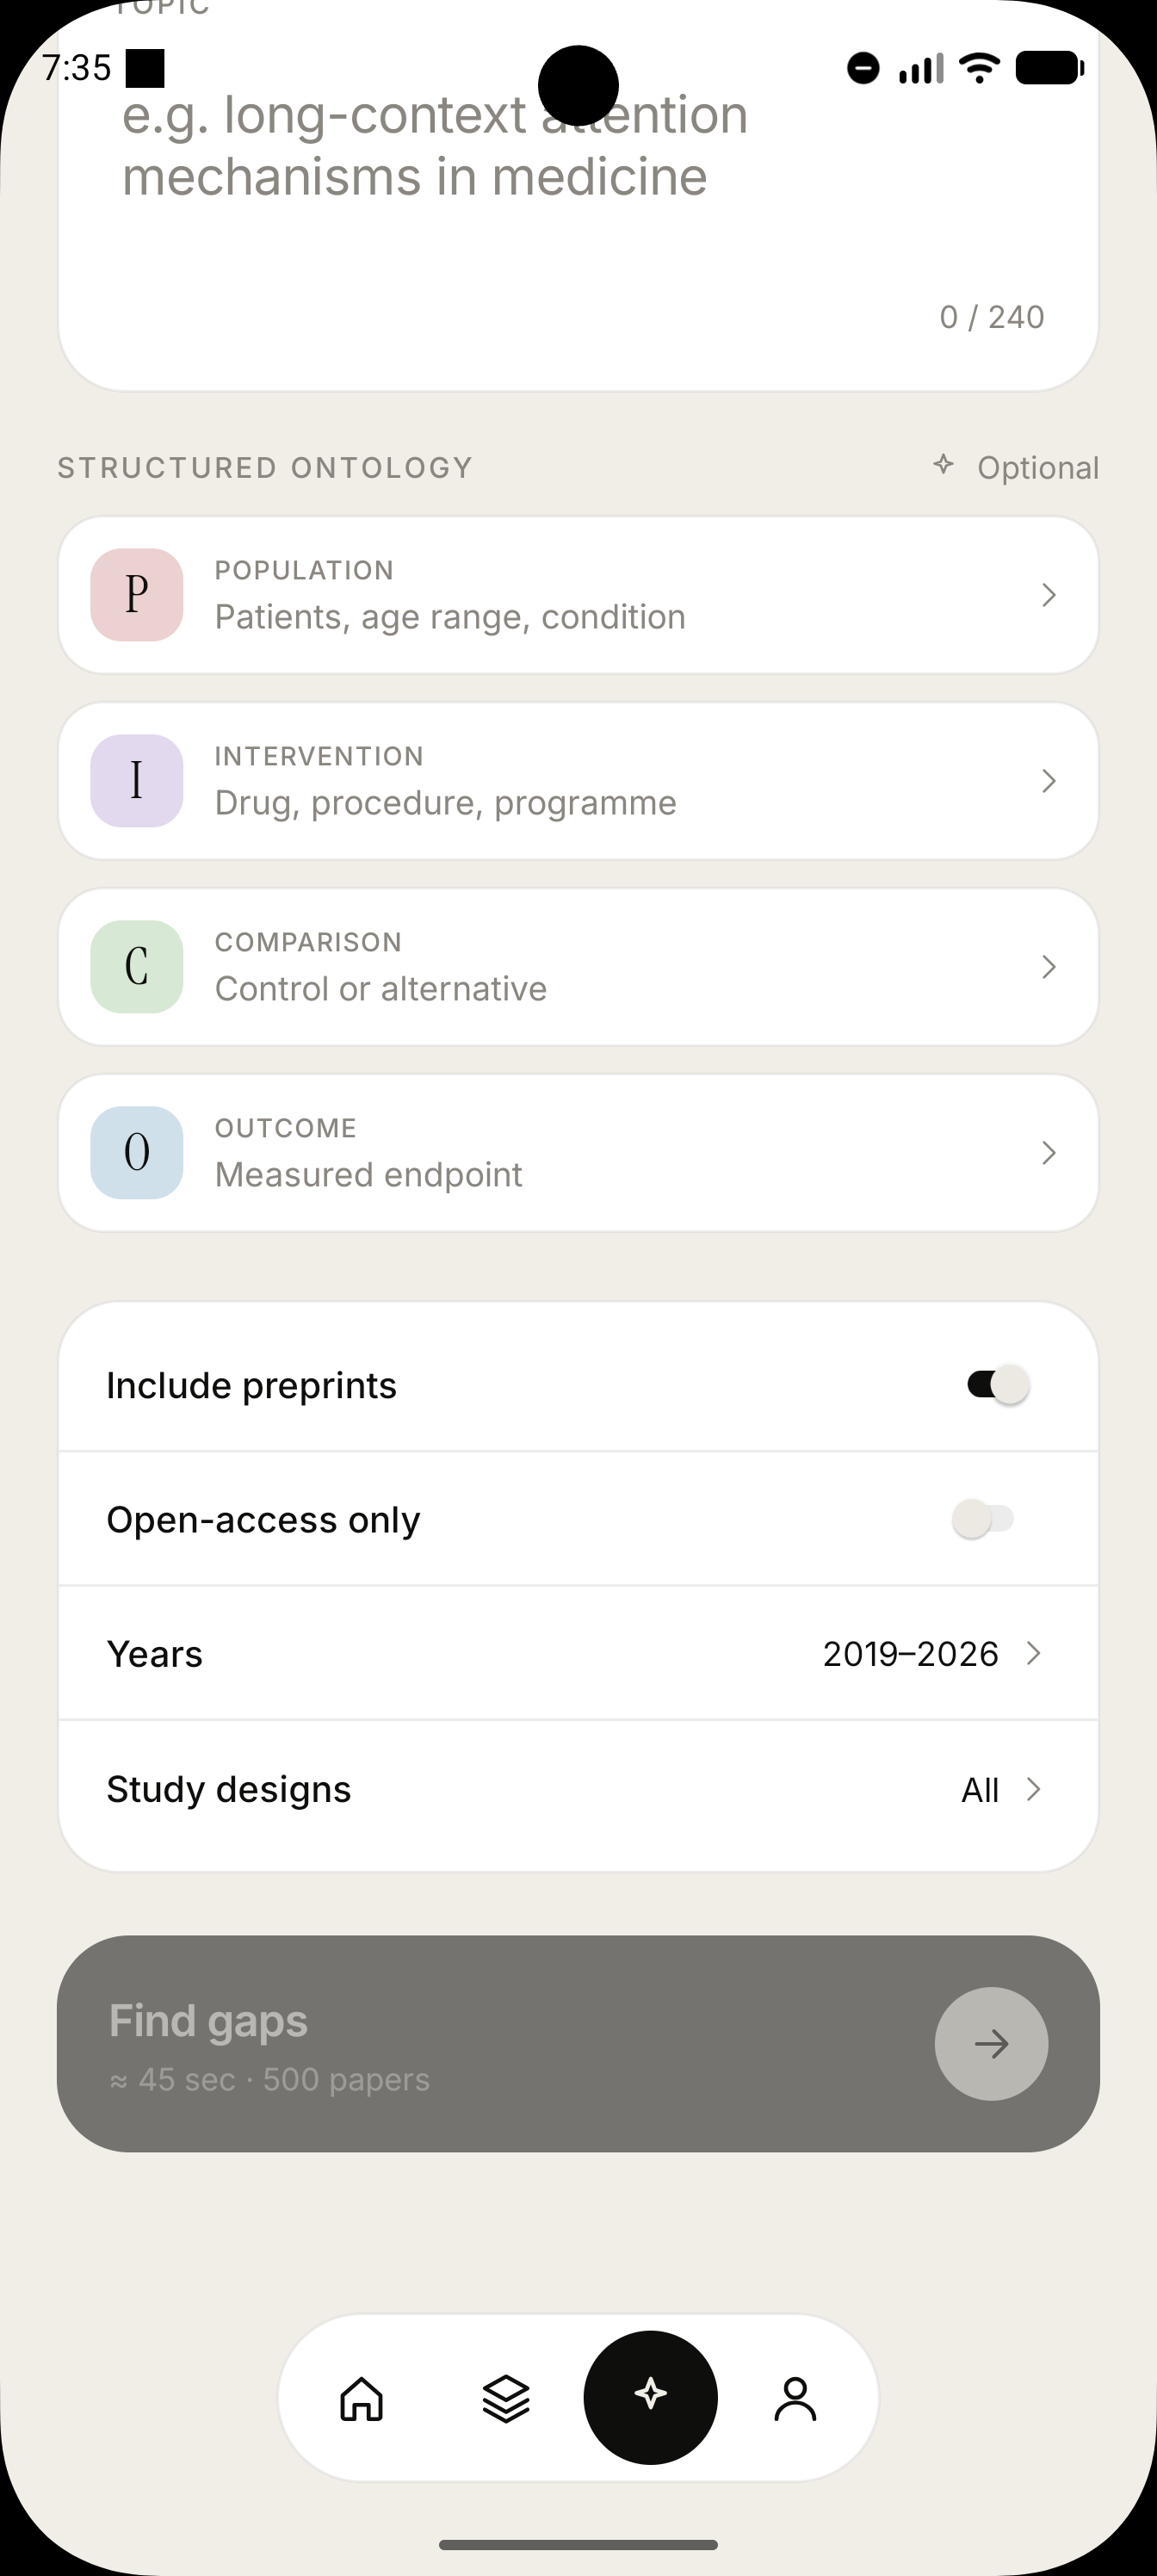 TOPIC
7:35
e.g. long-context attention
mechanisms in medicine
0 / 240
STRUCTURED ONTOLOGY
Optional
P
POPULATION
Patients, age range, condition
I
INTERVENTION
Drug, procedure, programme
C
COMPARISON
Control or alternative
O
OUTCOME
Measured endpoint
Include preprints
Open-access only
Years
2019–2026
Study designs
All
Find gaps
≈ 45 sec · 500 papers